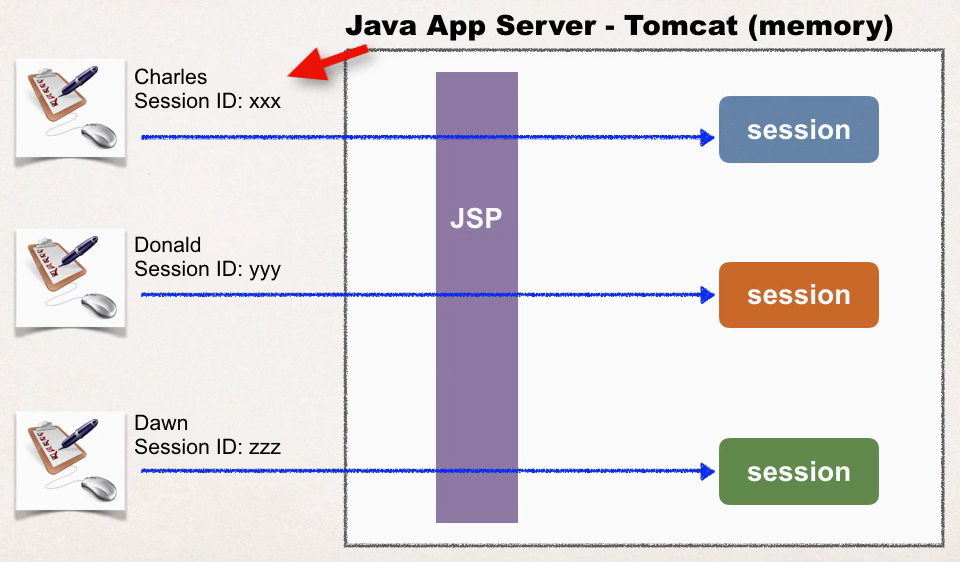 Java App Server - Tomcat (memory)
Charles
Session ID: xxx
session
JSP
Donald
Session ID: yyy
session
Dawn
Session ID: zzz
session